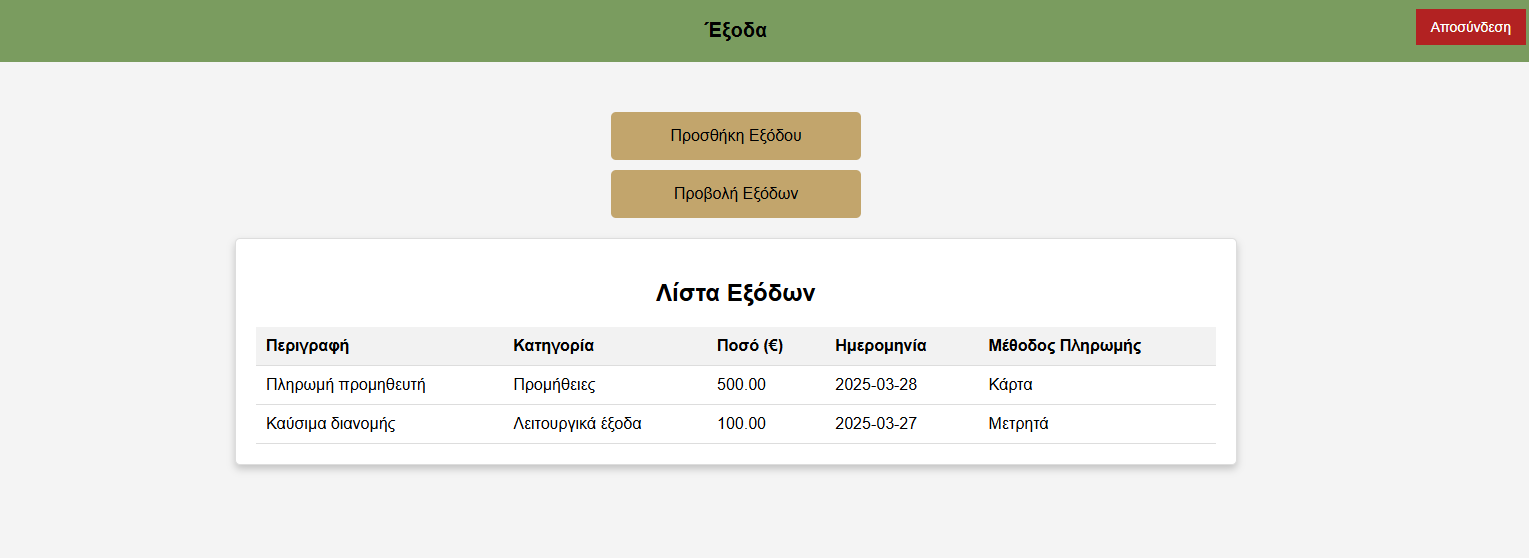 Έξοδα
Αποσύνδεση
Προσθήκη Εξόδου
Προβολή Εξόδων
Λίστα Εξόδων
Περιγραφή Κατηγορία Ποσό (€) Ημερομηνία Μέθοδος Πληρωμής
Πληρωμή προμηθευτή Προμήθειες 500.00 2025-03-28 Κάρτα
Καύσιμα διανομής Λειτουργικά έξοδα 100.00 2025-03-27 Μετρητά